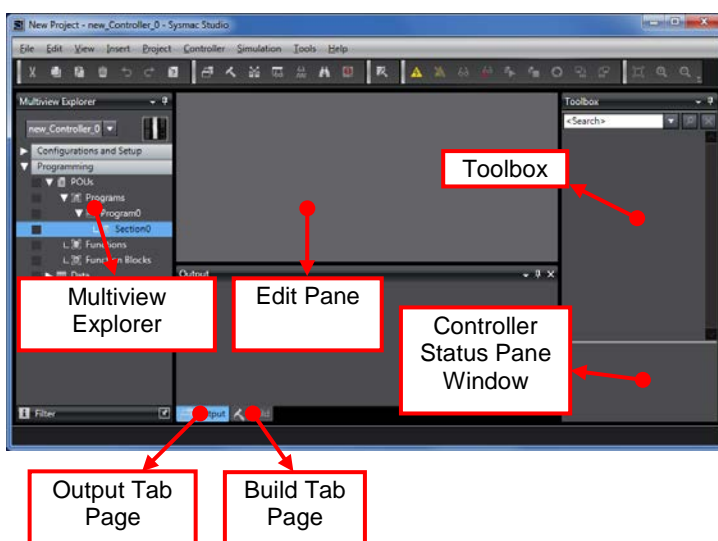 New Project - new_Controller_0 - Sysmac Studio
File Edit View Insert Project Controller Simulation Tools Help
Multiview Explorer
Toolbox
new_Controller_0
<Search>
Configurations and Setup
Programming
POUs
Programs
Program0
Section0
Functions
Function Blocks
Data
Toolbox
Output
Multiview
Explorer
Edit Pane
Controller
Status Pane
Window
Filter
Output Tab
Page
Build Tab
Page